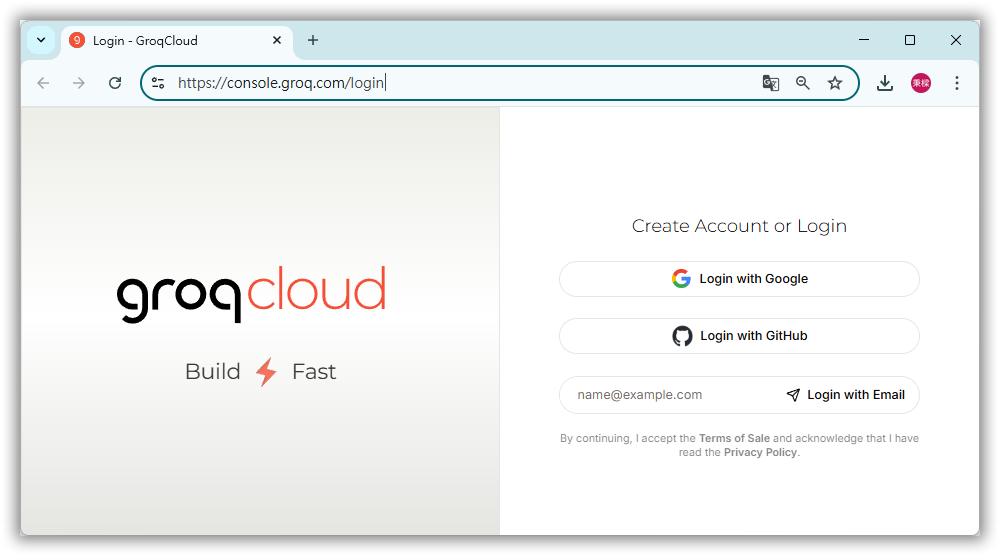 Login - GroqCloud
https://console.groq.com/login
秉樑
groqcloud
Build Fast
Create Account or Login
Login with Google
Login with GitHub
name@example.com Login with Email
By continuing, I accept the Terms of Sale and acknowledge that I have
read the Privacy Policy.